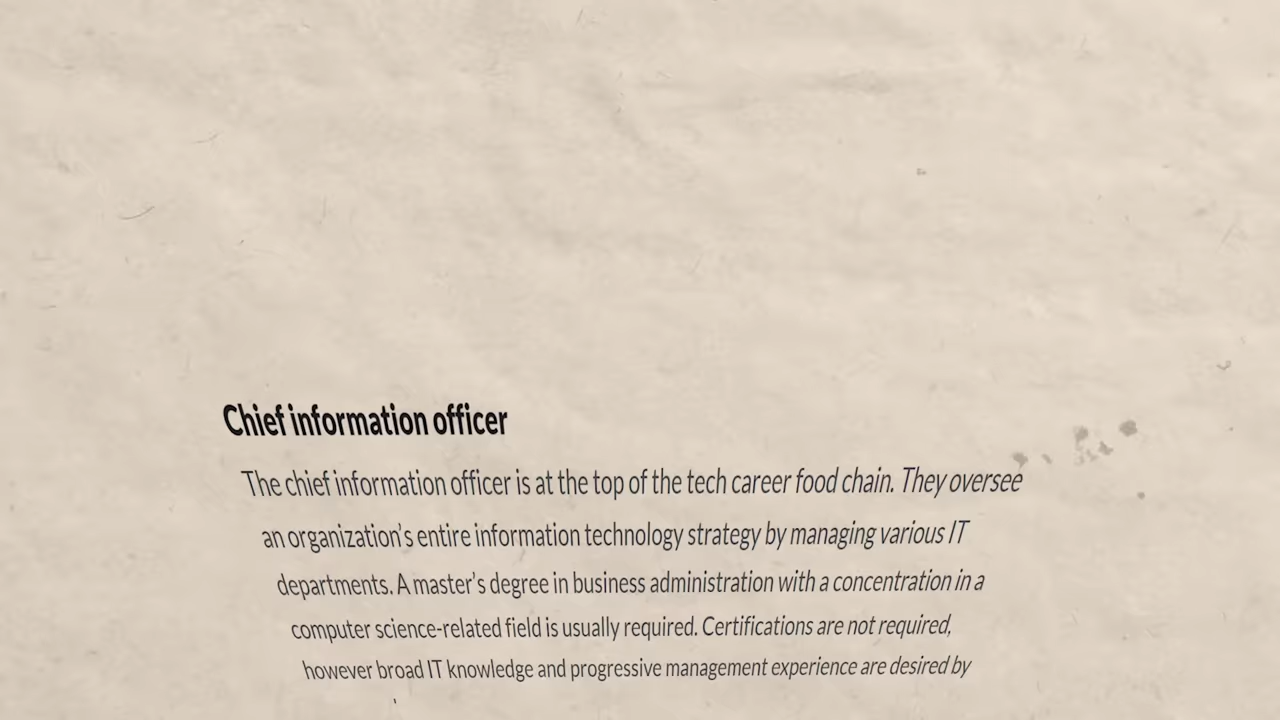 Chief information officer
The chief information officer is at the top of the tech career food chain. They oversee
an organization's entire information technology strategy by managing various IT
departments. A master's degree in business administration with a concentration in a
computer science-related field is usually required. Certifications are not required,
however broad IT knowledge and progressive management experience are desired by